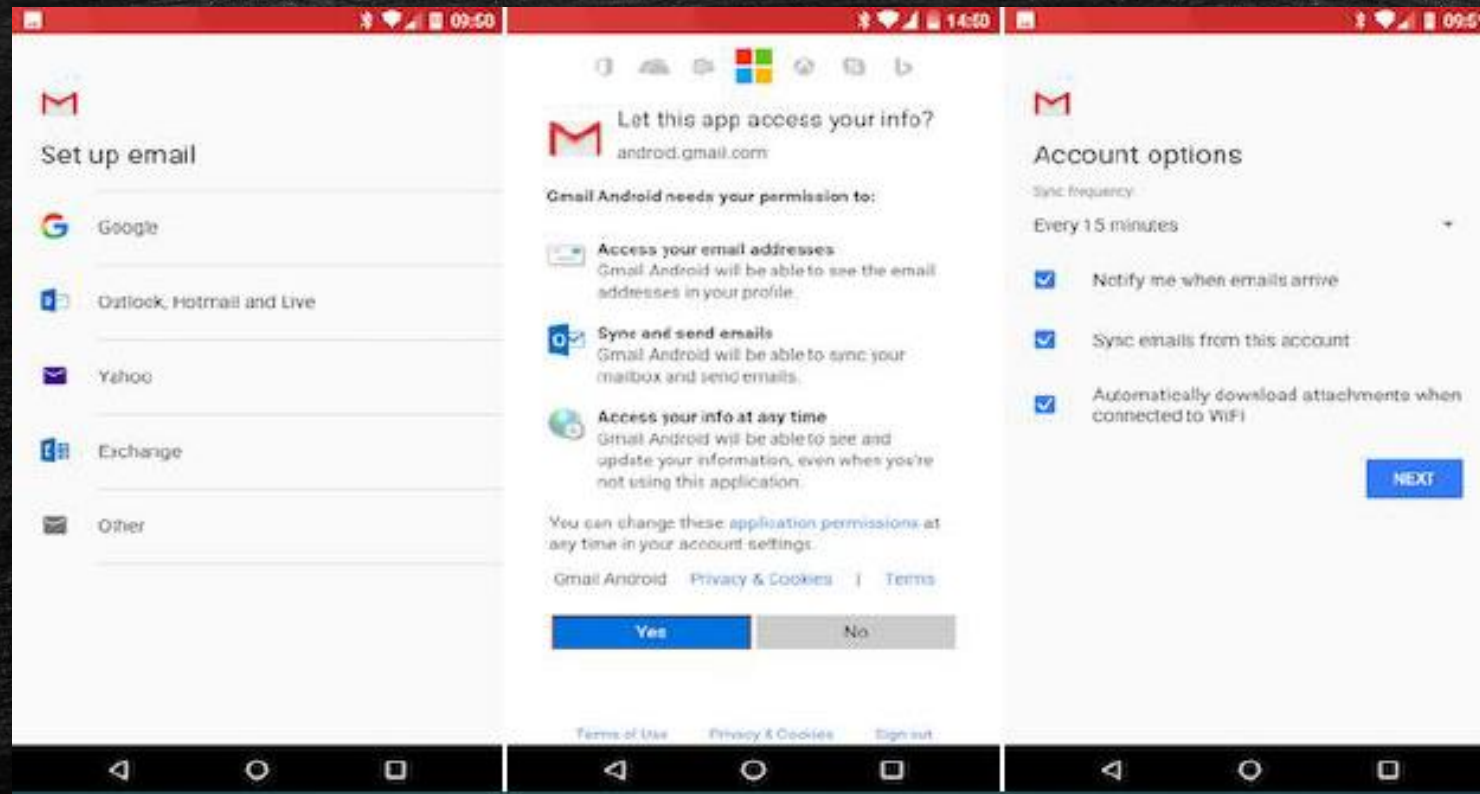 09:50
Set up email
Google
Outlook, Hotmail and Live
Yahoo
Exchange
Other
14:50
Let this app access your info?
android.gmail.com
Gmail Android needs your permission to:
Access your email addresses
Gmail Android will be able to see the email
addresses in your profile.
Sync and send emails
Gmail Android will be able to sync your
mailbox and send emails.
Access your info at any time
Gmail Android will be able to see and
update your information, even when you're
not using this application.
You can change these application permissions at
any time in your account settings.
Gmail Android Privacy & Cookies | Terms
Yes No
Terms of Use Privacy & Cookies Sign out
09:51
Account options
Sync frequency:
Every 15 minutes
Notify me when emails arrive
Sync emails from this account
Automatically download attachments when
connected to WiFi
NEXT